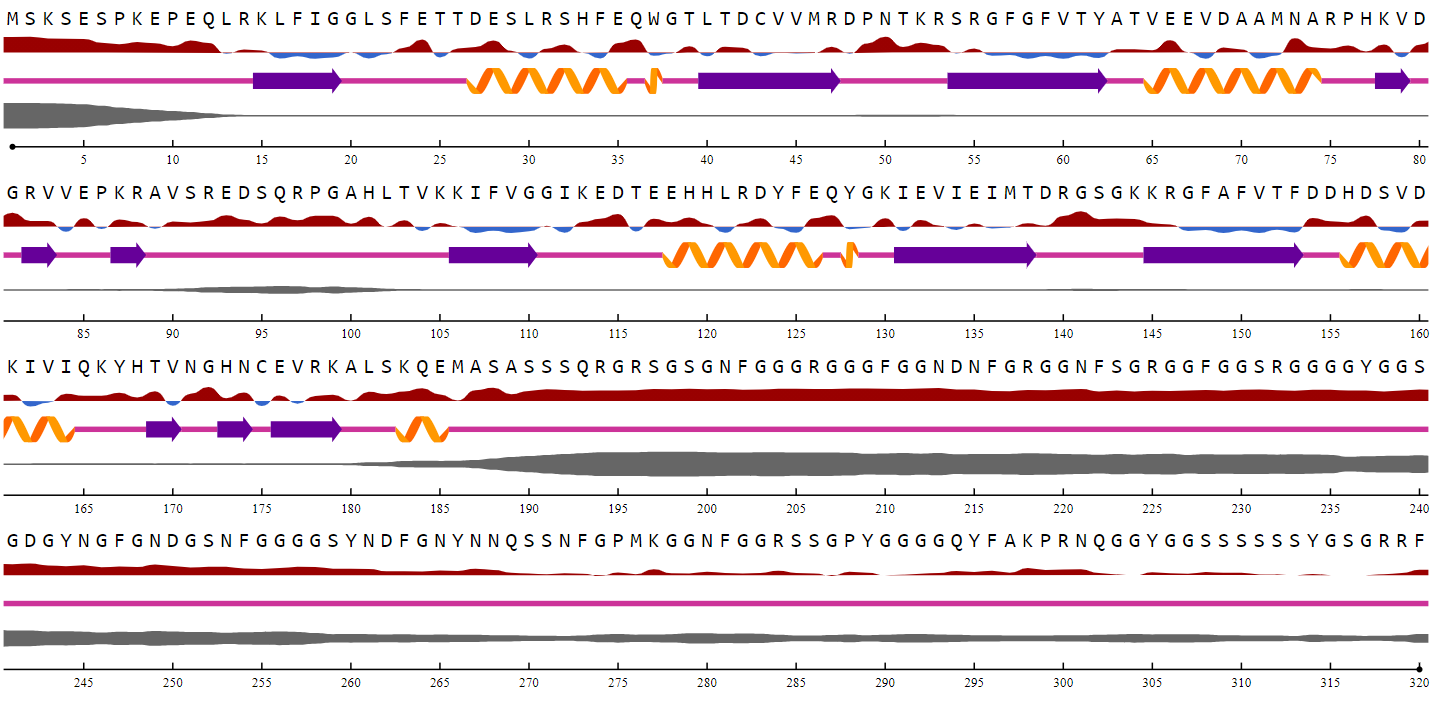 MSKSESPKEPEQLRKLFIGGLSFETTDESLRSHFEQWGTLTDCVVMRDPNTKRSRGFGFVTYATVEEVDAAMNARPHKVD
5 10 15 20 25 30 35 40 45 50 55 60 65 70 75 80
GRVVEPKRAVSREDSQRPGAHLTVKKIFVGGIKEDTEEHHLRDYFEQYGKIEVIEIMTDRGSGKKRGFAFVTFDDHDSVD
85 90 95 100 105 110 115 120 125 130 135 140 145 150 155 160
KIVIQKYHTVNGHNCEVRKALSKQEMASASSSQRGRSGSGNFGGGRGGGFGGNDNFGRGGNFSGRGGFGGSRGGGGYGGS
165 170 175 180 185 190 195 200 205 210 215 220 225 230 235 240
GDGYNGFGNDGSNFGGGGSYNDFGNYNNQSSNFGPMKGGNFGGRSSGPYGGGGQYFAKPRNQGGYGGSSSSSSYGSGRRF
245 250 255 260 265 270 275 280 285 290 295 300 305 310 315 320